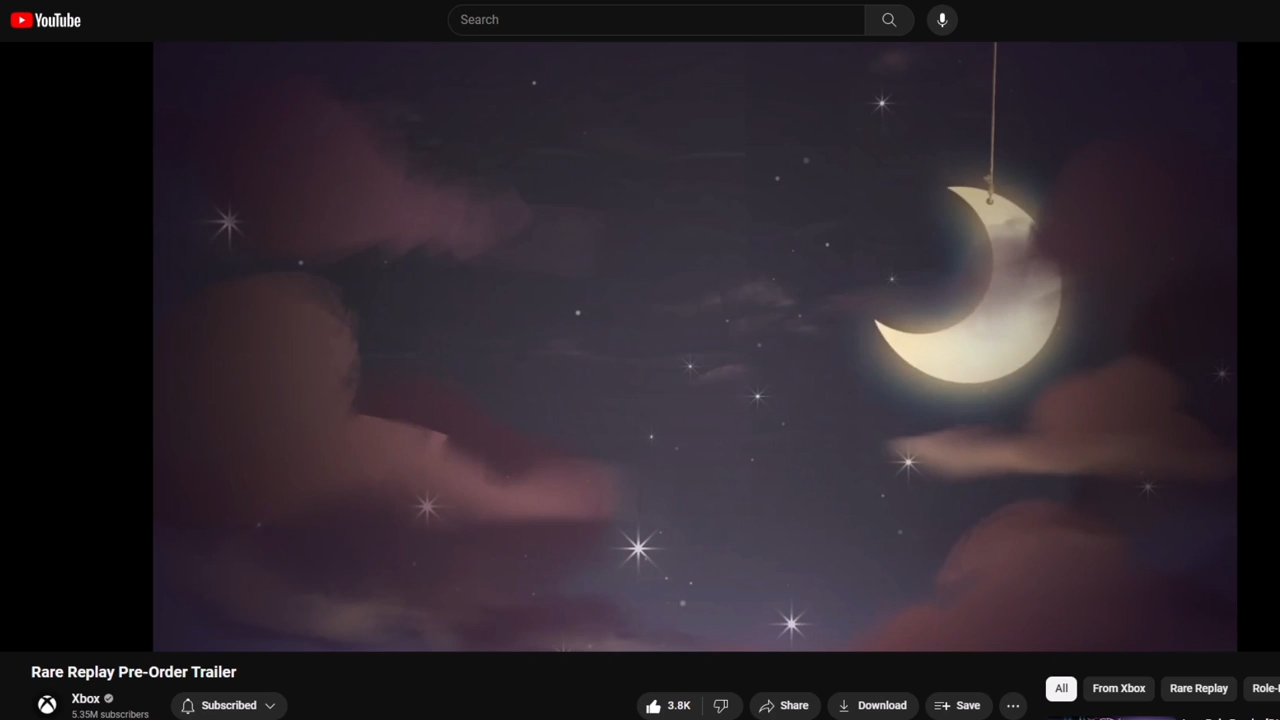 YouTube
Search
Rare Replay Pre-Order Trailer
Xbox
5.35M subscribers
Subscribed
3.8K
Share
Download
Save
All
From Xbox
Rare Replay